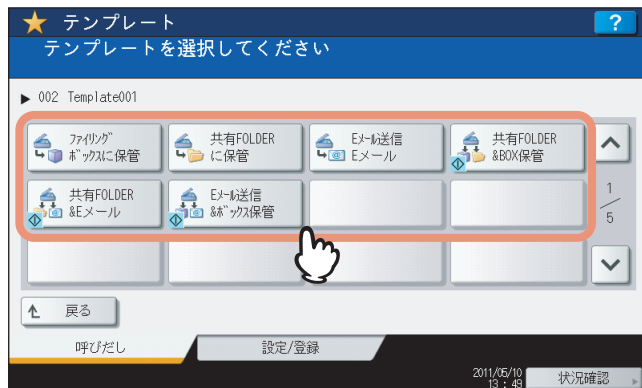 テンプレート
?
テンプレートを選択してください
▶ 002 Template001
ﾌｧｲﾘﾝｸﾞ
ﾎﾞｯｸｽに保管
共有FOLDER
に保管
Eﾒｰﾙ送信
Eメール
共有FOLDER
&BOX保管
共有FOLDER
&Eメール
Eﾒｰﾙ送信
&ﾎﾞｯｸｽ保管
1
5
戻る
呼びだし
設定/登録
2011/05/10
13 : 49
状況確認